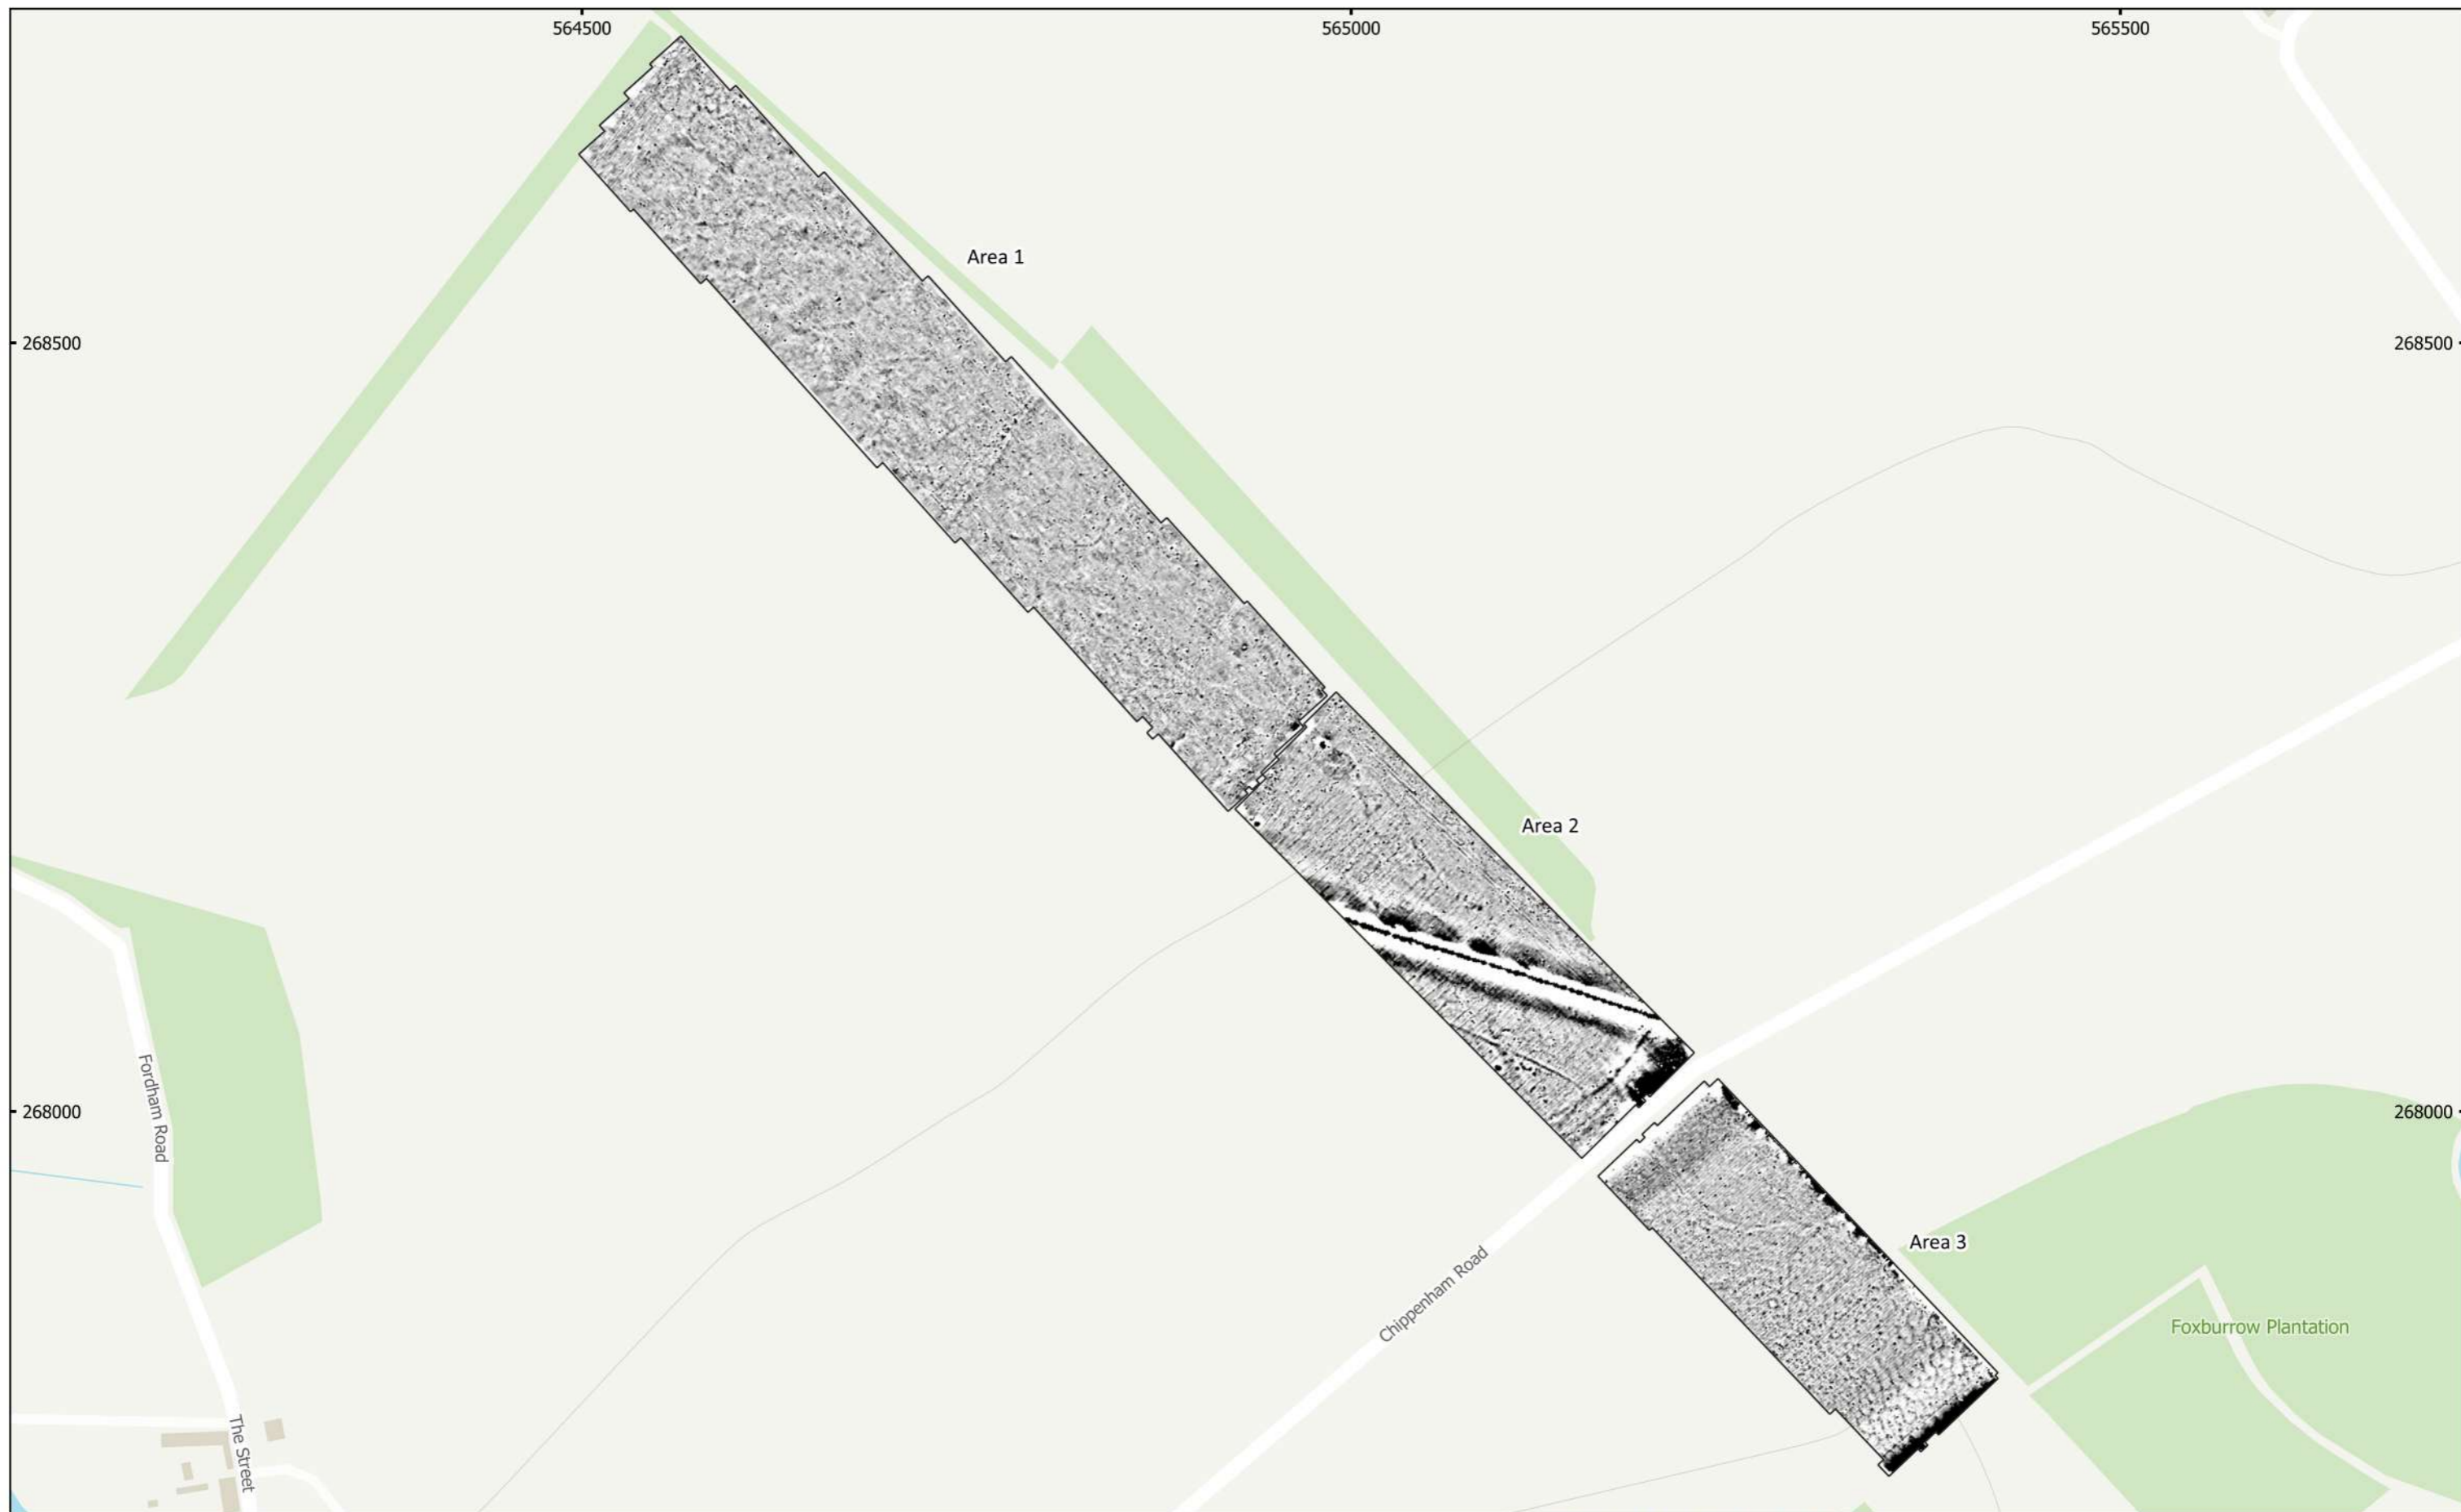 564500
565000
565500
Area 1
268500
268500
Area 2
Fordham Road
268000
268000
Area 3
Chippenham Road
Foxburrow Plantation
The Street